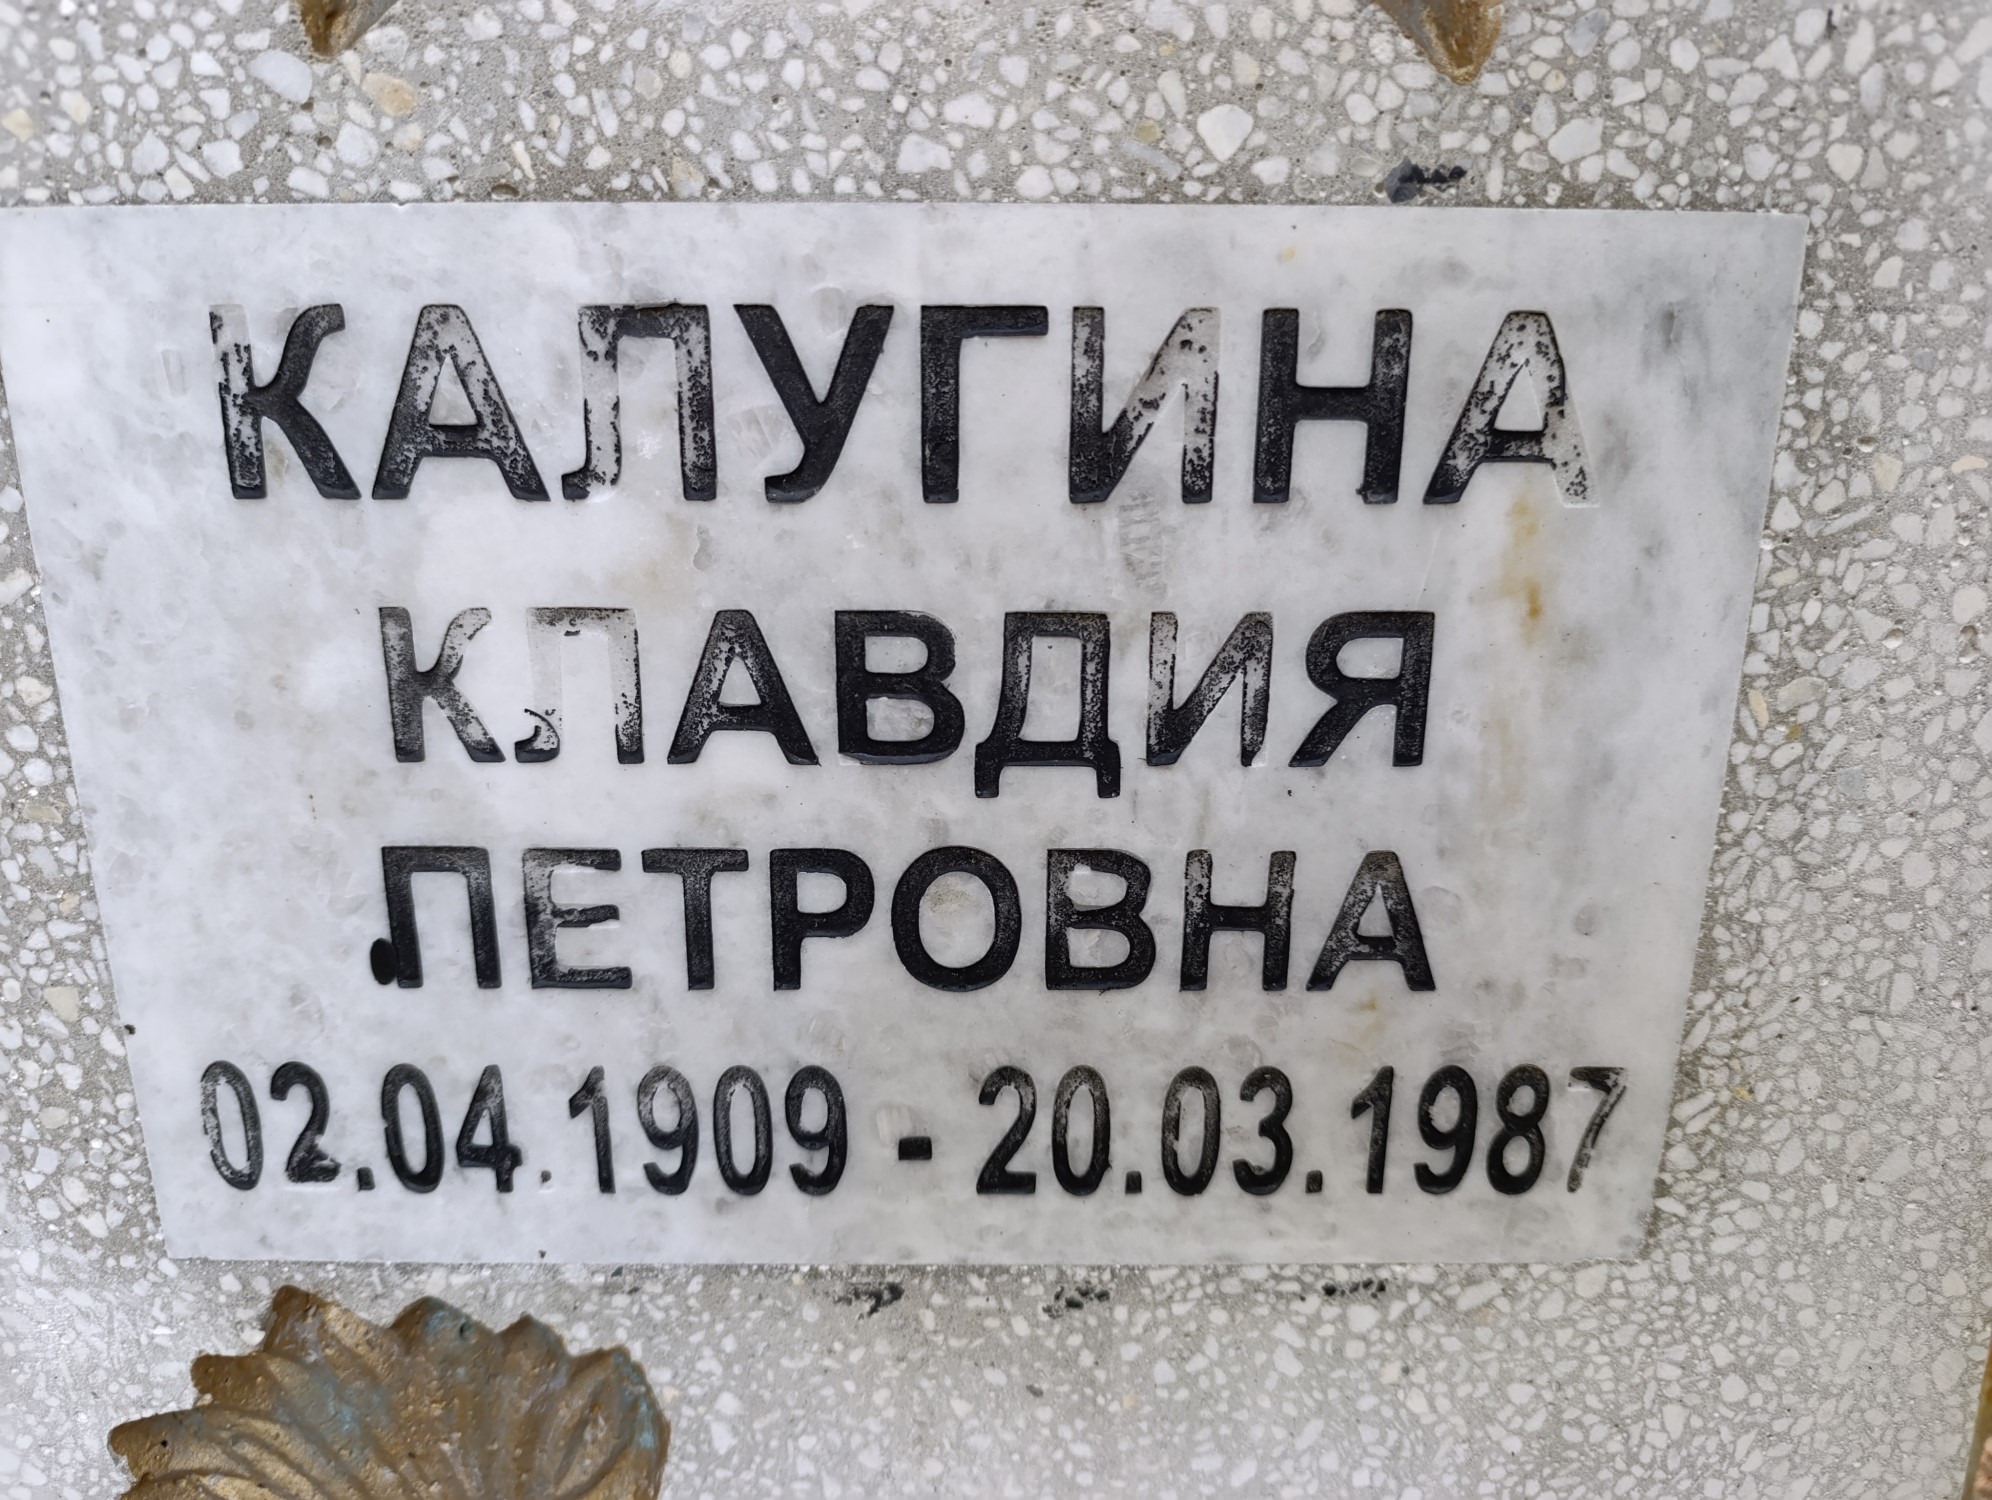 КАЛУГИНА
КЛАВДИЯ
ПЕТРОВНА
02.04.1909 - 20.03.1987